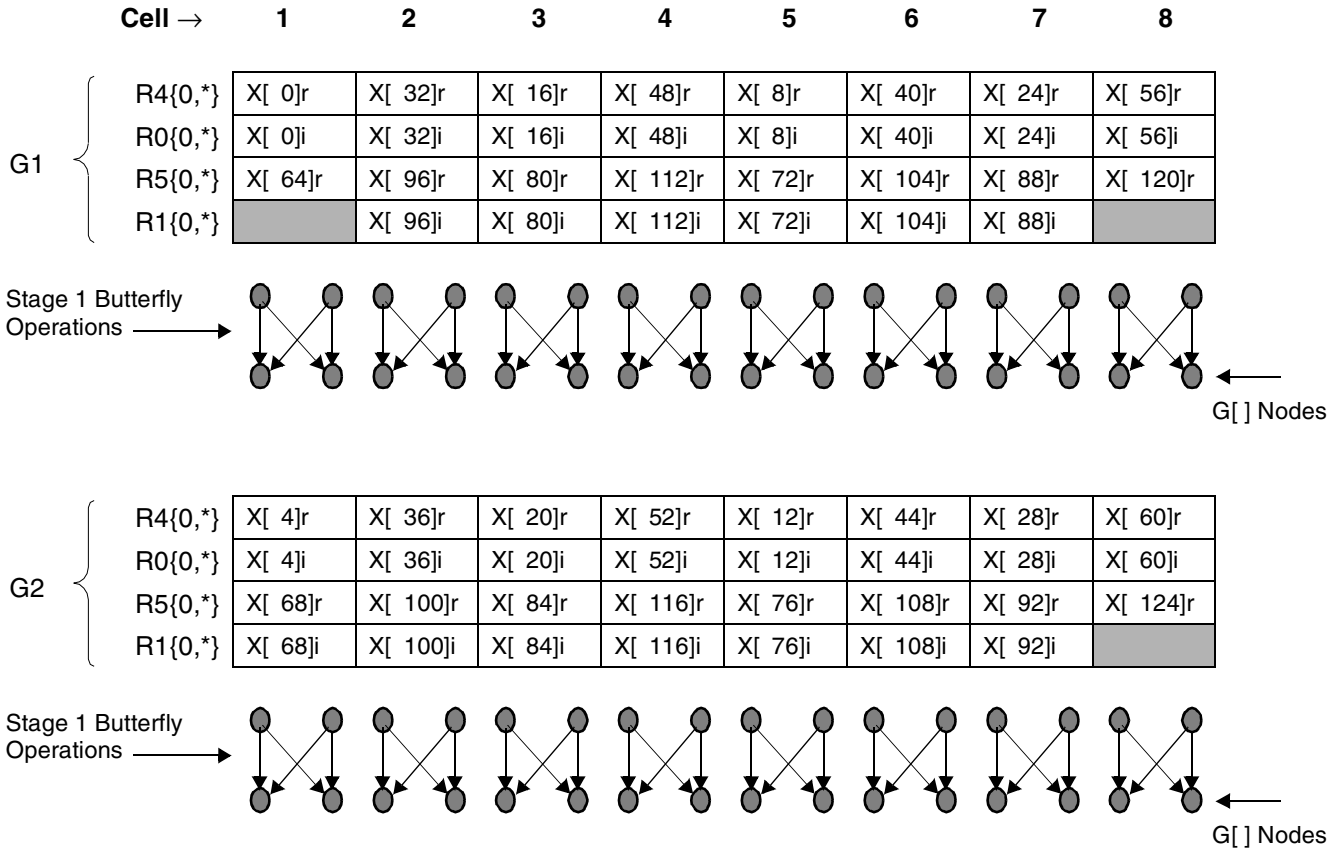 Cell → 1 2 3 4 5 6 7 8
R4{0,*} X[ 0]r X[ 32]r X[ 16]r X[ 48]r X[ 8]r X[ 40]r X[ 24]r X[ 56]r
R0{0,*} X[ 0]i X[ 32]i X[ 16]i X[ 48]i X[ 8]i X[ 40]i X[ 24]i X[ 56]i
G1
R5{0,*} X[ 64]r X[ 96]r X[ 80]r X[ 112]r X[ 72]r X[ 104]r X[ 88]r X[ 120]r
R1{0,*} X[ 96]i X[ 80]i X[ 112]i X[ 72]i X[ 104]i X[ 88]i
Stage 1 Butterfly
Operations
G[ ] Nodes
R4{0,*} X[ 4]r X[ 36]r X[ 20]r X[ 52]r X[ 12]r X[ 44]r X[ 28]r X[ 60]r
R0{0,*} X[ 4]i X[ 36]i X[ 20]i X[ 52]i X[ 12]i X[ 44]i X[ 28]i X[ 60]i
G2
R5{0,*} X[ 68]r X[ 100]r X[ 84]r X[ 116]r X[ 76]r X[ 108]r X[ 92]r X[ 124]r
R1{0,*} X[ 68]i X[ 100]i X[ 84]i X[ 116]i X[ 76]i X[ 108]i X[ 92]i
Stage 1 Butterfly
Operations
G[ ] Nodes